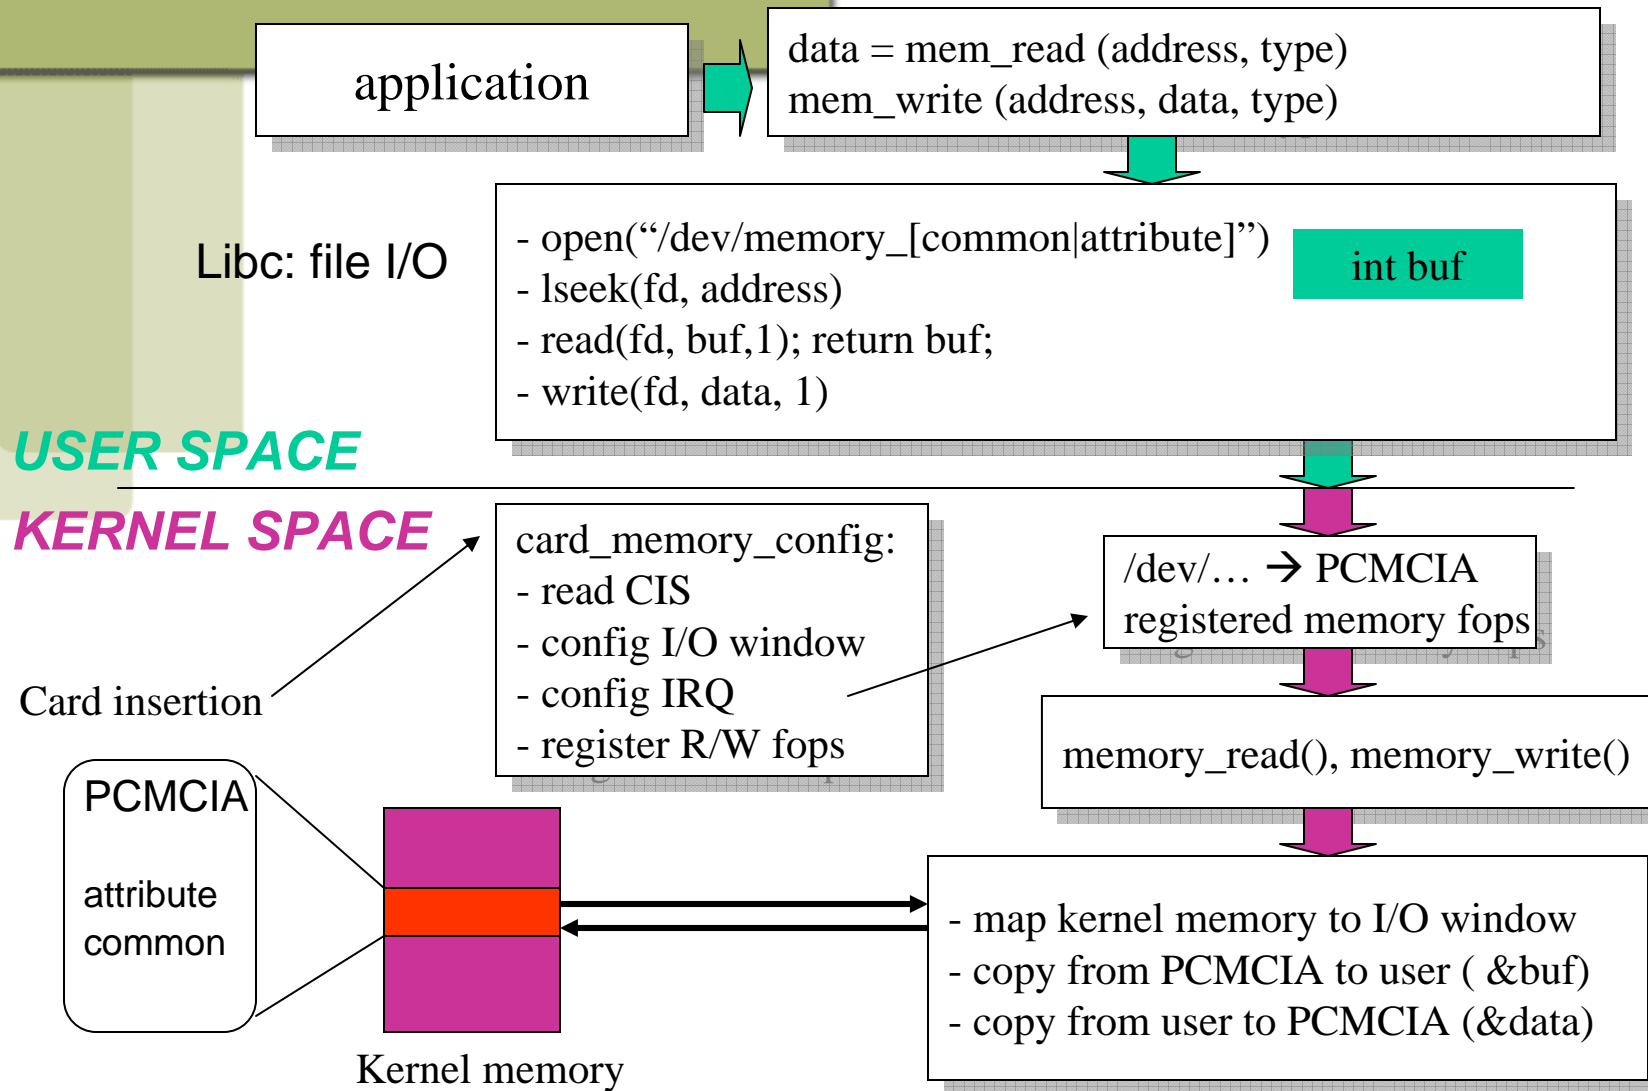 application
data = mem_read (address, type)
mem_write (address, data, type)
Libc: file I/O
- open(“/dev/memory_[common|attribute]”)
- lseek(fd, address)
- read(fd, buf,1); return buf;
- write(fd, data, 1)
int buf
USER SPACE
KERNEL SPACE
card_memory_config:
- read CIS
- config I/O window
- config IRQ
- register R/W fops
/dev/… → PCMCIA
registered memory fops
Card insertion
memory_read(), memory_write()
PCMCIA
attribute
common
- map kernel memory to I/O window
- copy from PCMCIA to user ( &buf)
- copy from user to PCMCIA (&data)
Kernel memory